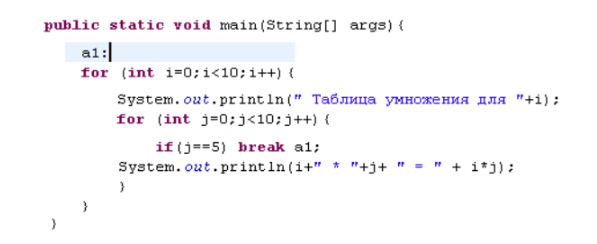 public static void main(String[] args){
a1:
for (int i=0;i<10;i++){
System.out.println(" Таблица умножения для "+i);
for (int j=0;j<10;j++){
if(j==5) break a1;
System.out.println(i+" * "+j+ " = " + i*j);
}
}
}